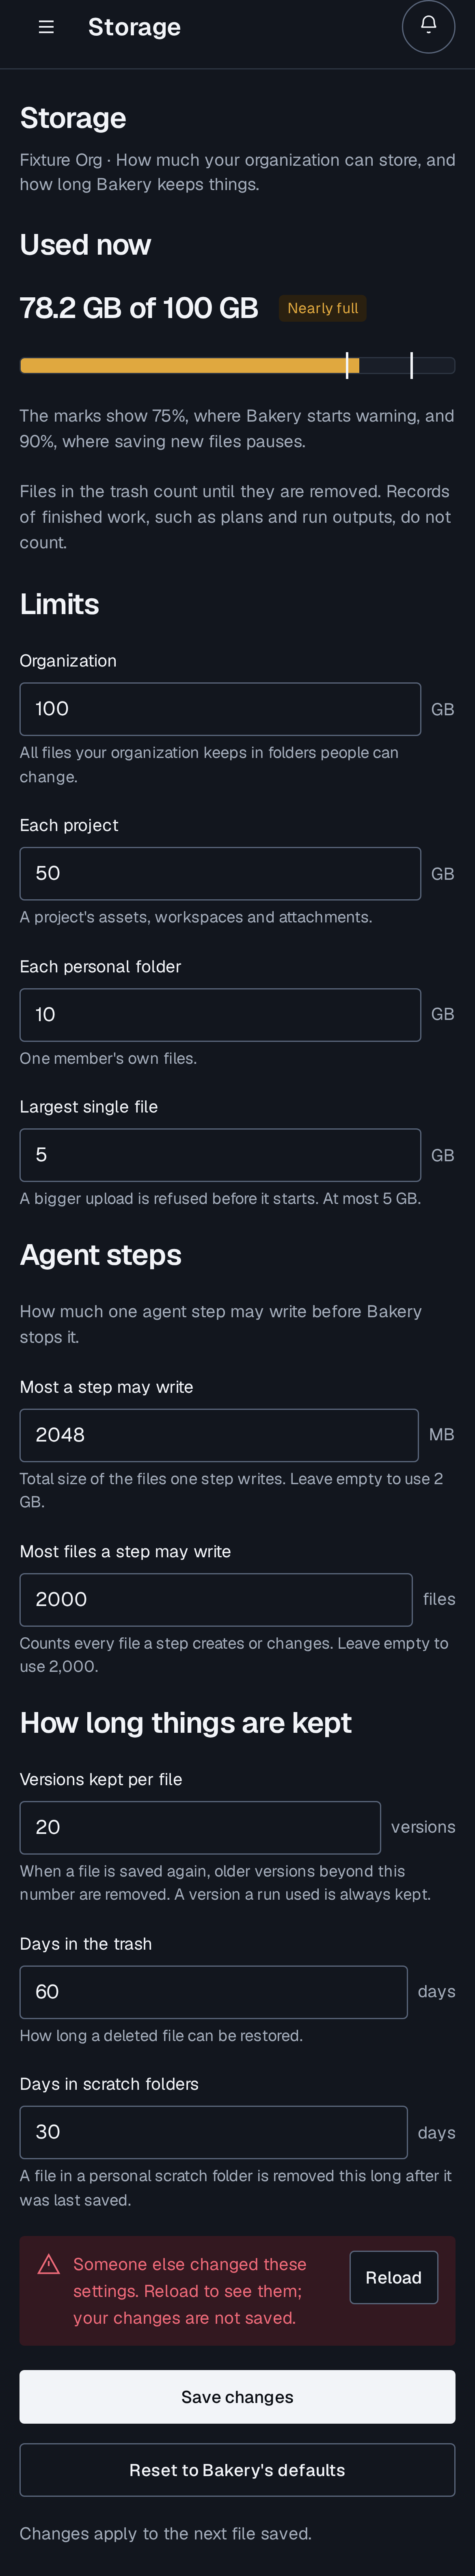 Storage
Storage
Fixture Org · How much your organization can store, and
how long Bakery keeps things.
Used now
78.2 GB of 100 GB
Nearly full
The marks show 75%, where Bakery starts warning, and
90%, where saving new files pauses.
Files in the trash count until they are removed. Records
of finished work, such as plans and run outputs, do not
count.
Limits
Organization
100 GB
All files your organization keeps in folders people can
change.
Each project
50 GB
A project's assets, workspaces and attachments.
Each personal folder
10 GB
One member's own files.
Largest single file
5 GB
A bigger upload is refused before it starts. At most 5 GB.
Agent steps
How much one agent step may write before Bakery
stops it.
Most a step may write
2048 MB
Total size of the files one step writes. Leave empty to use 2
GB.
Most files a step may write
2000 files
Counts every file a step creates or changes. Leave empty to
use 2,000.
How long things are kept
Versions kept per file
20 versions
When a file is saved again, older versions beyond this
number are removed. A version a run used is always kept.
Days in the trash
60 days
How long a deleted file can be restored.
Days in scratch folders
30 days
A file in a personal scratch folder is removed this long after it
was last saved.
Someone else changed these
settings. Reload to see them;
your changes are not saved.
Reload
Save changes
Reset to Bakery's defaults
Changes apply to the next file saved.